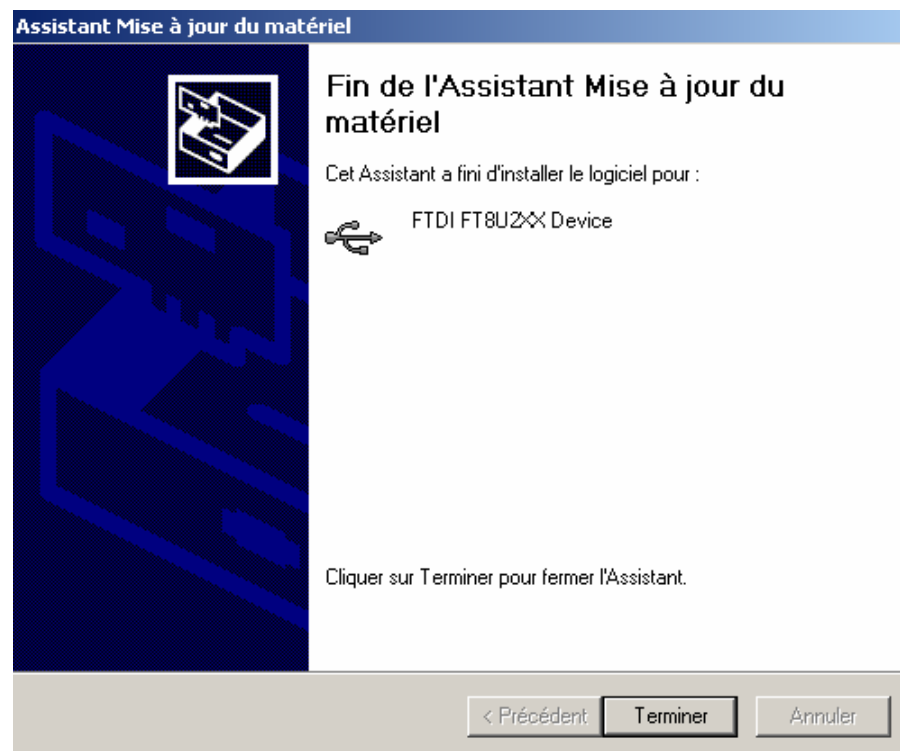 Assistant Mise à jour du matériel
Fin de l'Assistant Mise à jour du
matériel
Cet Assistant a fini d'installer le logiciel pour :
FTDI FT8U2XX Device
Cliquer sur Terminer pour fermer l'Assistant.
< Précédent Terminer Annuler